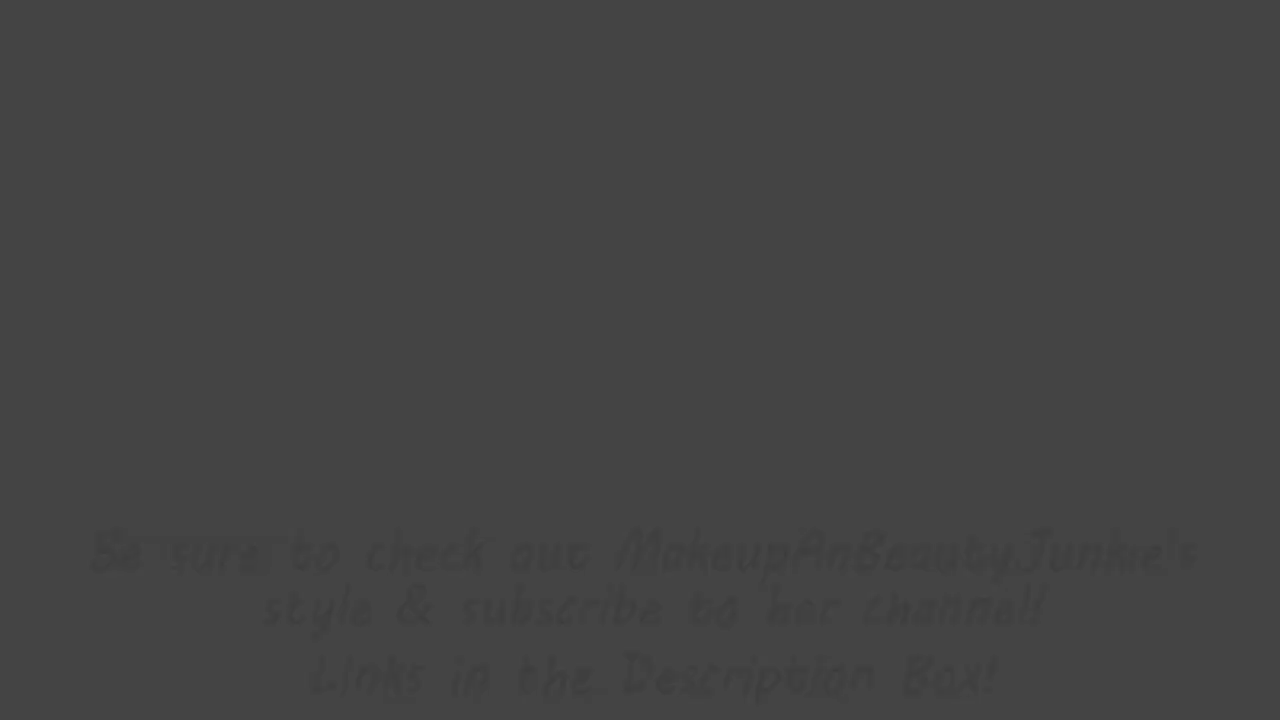 Be sure to check out MakeupAnBeautyJunkie's
style & subscribe to her channel!
Links in the Description Box!